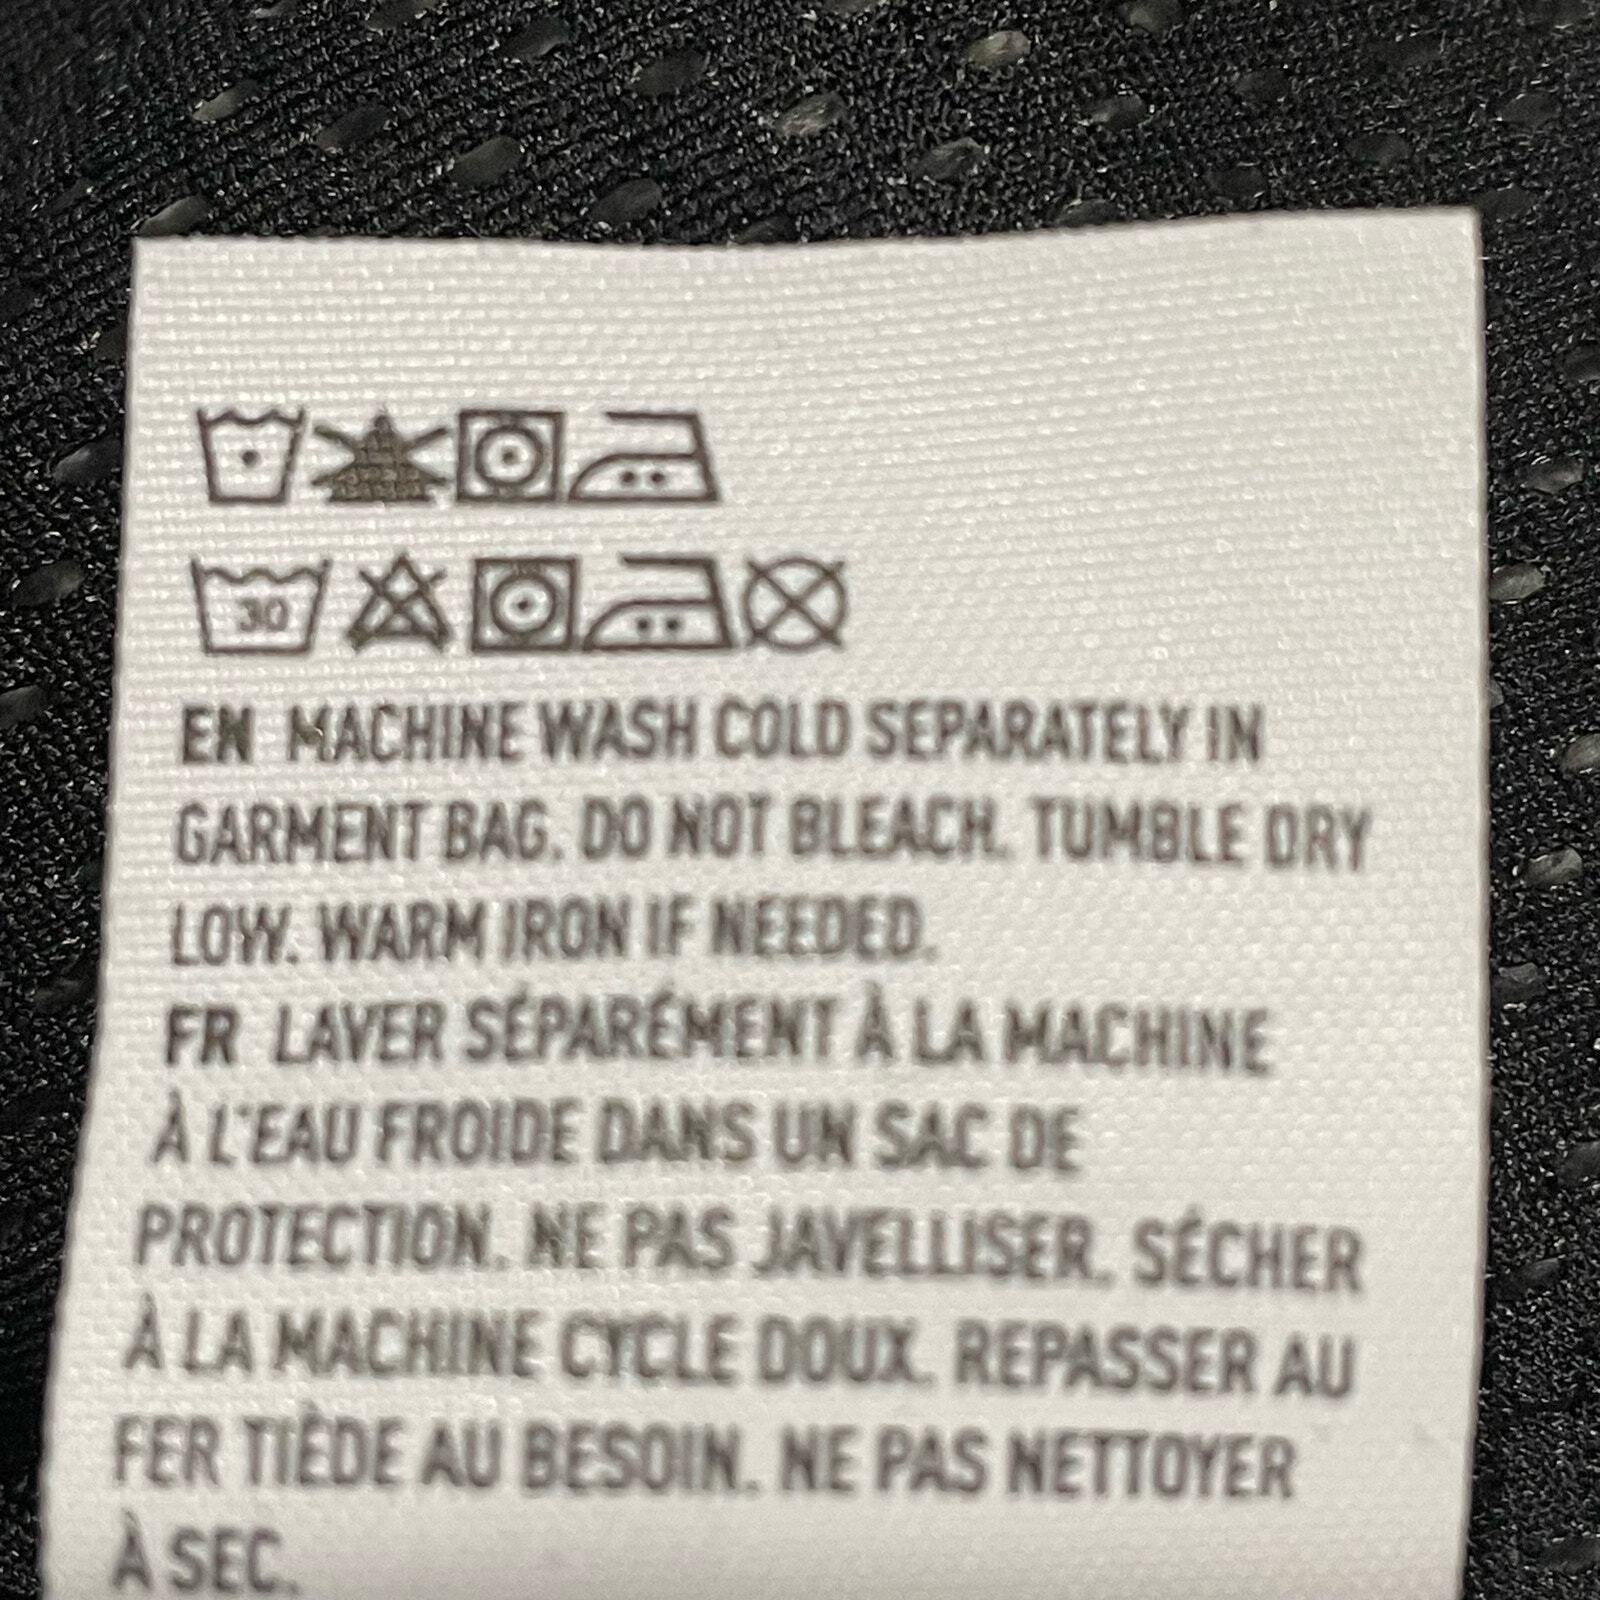 30
EN MACHINE WASH COLD SEPARATELY IN
GARMENT BAG. DO NOT BLEACH. TUMBLE DRY
LOW. WARM IRON IF NEEDED.
FR LAVER SÉPARÉMENT À LA MACHINE
À L'EAU FROIDE DANS UN SAC DE
PROTECTION. NE PAS JAVELLISER. SÉCHER
À LA MACHINE CYCLE DOUX. REPASSER AU
FER TIÈDE AU BESOIN. NE PAS NETTOYER
À SEC.